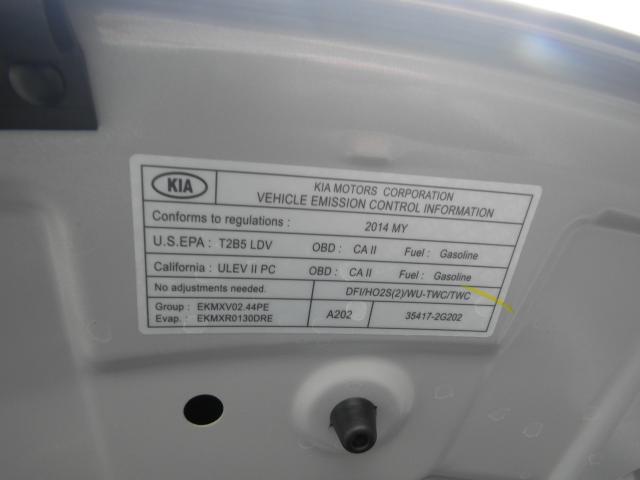 KIA
KIA MOTORS CORPORATION
VEHICLE EMISSION CONTROL INFORMATION
Conforms to regulations : 2014 MY
U.S.EPA : T2B5 LDV OBD : CA II Fuel : Gasoline
California : ULEV II PC OBD : CA II Fuel : Gasoline
No adjustments needed. DFI/HO2S(2)/WU-TWC/TWC
Group : EKMXV02.44PE
Evap. : EKMXR0130DRE
A202 35417-2G202